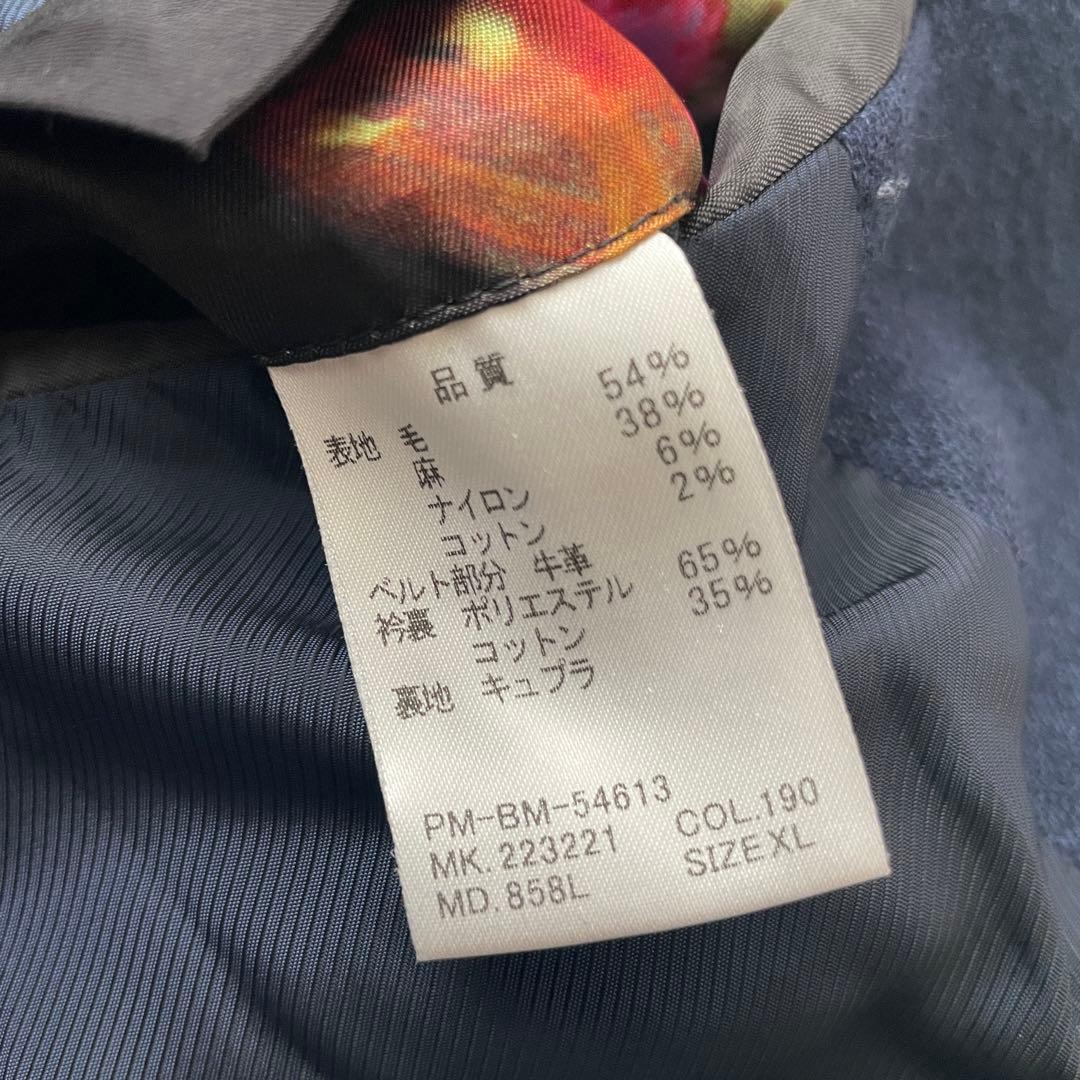 品質
表地 毛 54%
麻 38%
ナイロン 6%
コットン 2%
ベルト部分 牛革
衿裏 ポリエステル 65%
コットン 35%
裏地 キュプラ
PM-BM-54613
MK.223221 COL.190
MD.858L SIZE XL